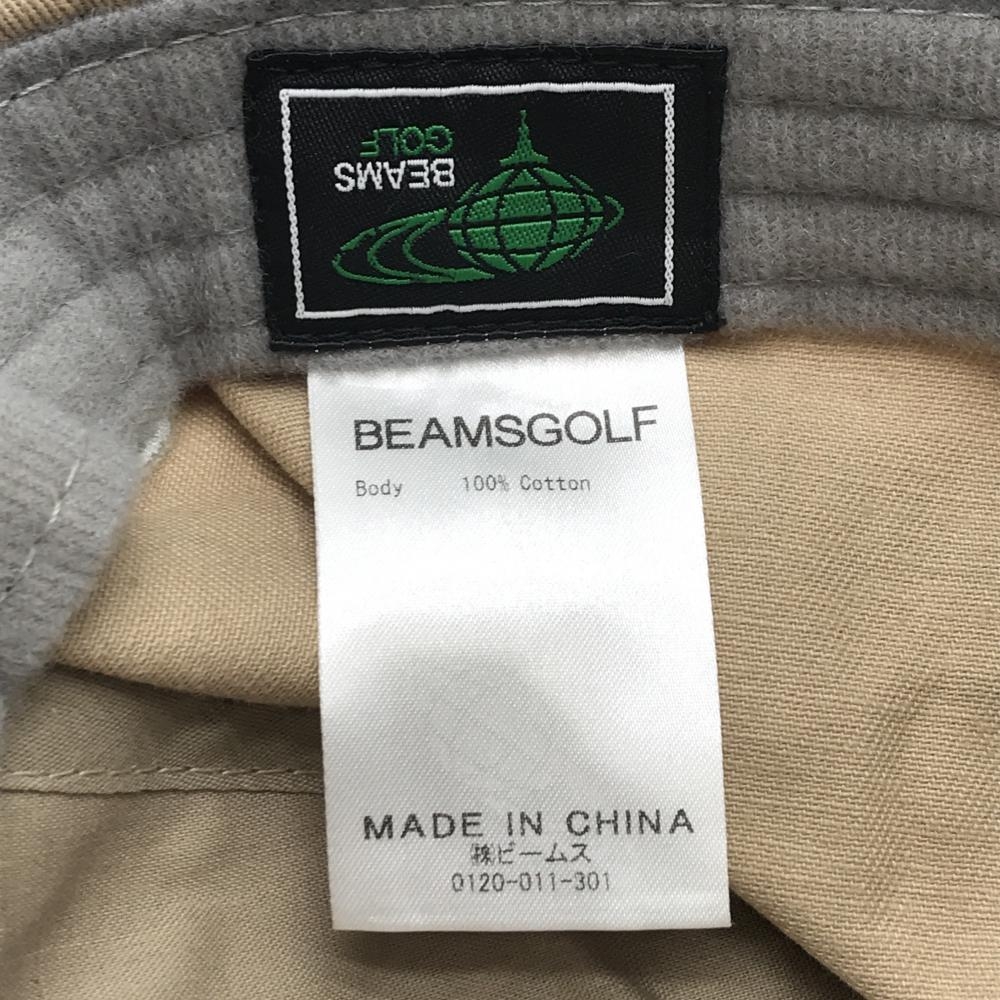 BEAMS
GOLF
BEAMSGOLF
Body 100% Cotton
MADE IN CHINA
㈱ビームス
0120-011-301